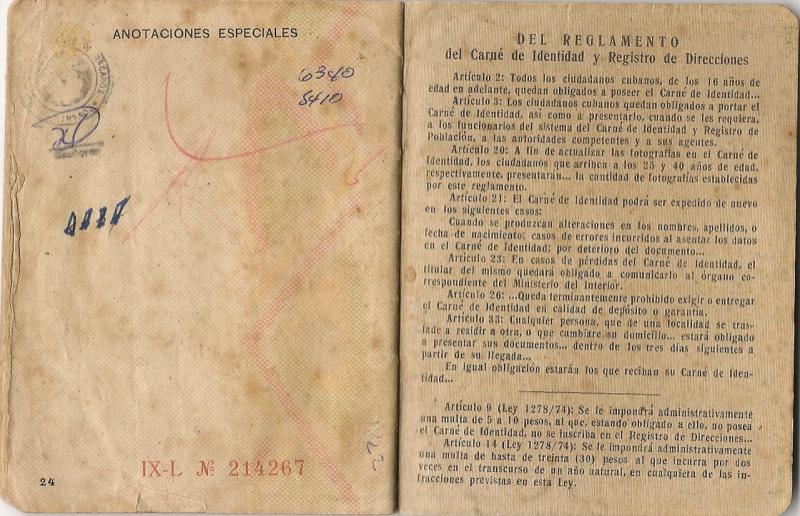 ANOTACIONES ESPECIALES
6340
5410
IX-L № 214267
24
DEL REGLAMENTO
del Carné de Identidad y Registro de Direcciones
Artículo 2: Todos los ciudadanos cubanos, de los 16 años de
edad en adelante, quedan obligados a poseer el Carné de Identidad...
Artículo 3: Los ciudadanos cubanos quedan obligados a portar el
Carné de Identidad, así como a presentarlo, cuando se les requiera,
a los funcionarios del sistema del Carné de Identidad y Registro de
Población, a las autoridades competentes y a sus agentes.
Artículo 20: A fin de actualizar las fotografías en el Carné de
Identidad, los ciudadanos que arriben a los 25 y 40 años de edad,
respectivamente, presentarán... la cantidad de fotografías establecidas
por este reglamento.
Artículo 21: El Carné de Identidad podrá ser expedido de nuevo
en los siguientes casos:
Cuando se produzcan alteraciones en los nombres, apellidos, o
fecha de nacimiento; casos de errores incurridos al asentar los datos
en el Carné de Identidad; por deterioro del documento...
Artículo 23: En casos de pérdidas del Carné de Identidad, el
titular del mismo quedará obligado a comunicarlo al órgano co-
rrespondiente del Ministerio del Interior.
Artículo 26: ...Queda terminantemente prohibido exigir o entregar
el Carné de Identidad en calidad de depósito o garantía.
Artículo 33: Cualquier persona, que de una localidad se tras-
lade a residir a otra, o que cambiare su domicilio... estará obligado
a presentar sus documentos... dentro de los tres días siguientes a
partir de su llegada...
En igual obligación estarán los que reciban su Carné de Iden-
tidad...
Artículo 9 (Ley 1278/74): Se le impondrá administrativamente
una multa de 5 a 10 pesos, al que, estando obligado a ello, no posea
el Carné de Identidad, no se inscriba en el Registro de Direcciones...
Artículo 14 (Ley 1278/74): Se le impondrá administrativamente
una multa de hasta de treinta (30) pesos al que incurra por dos
veces en el transcurso de un año natural, en cualquiera de las in-
fracciones previstas en esta Ley.